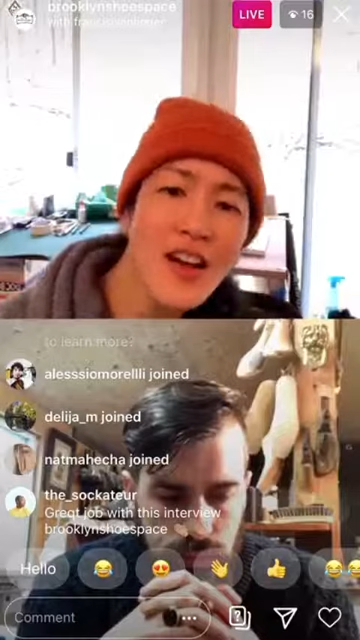 brooklynshoespace
LIVE
16
to learn more?
alesssiomorellli joined
delija_m joined
natmahecha joined
the_sockateur
Greqt job with this interview
brooklynshoespace
Hello
Comment